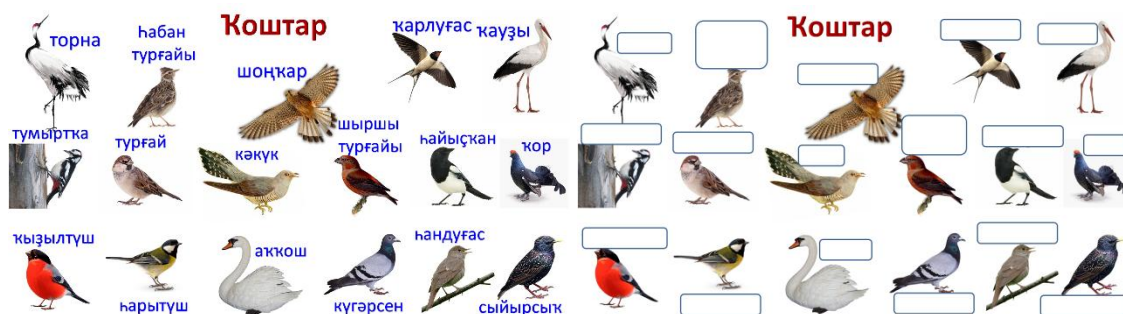 Ҡоштар
торна
һабан
турғайы
шоңҡар
ҡарлуғас
ҡауҙы
тумыртҡа
турғай
кәкүк
шыршы
турғайы
һайыҫҡан
ҡор
ҡыҙылтүш
һарытүш
аҡҡош
күгәрсен
һандуғас
сыйырсыҡ
Ҡоштар